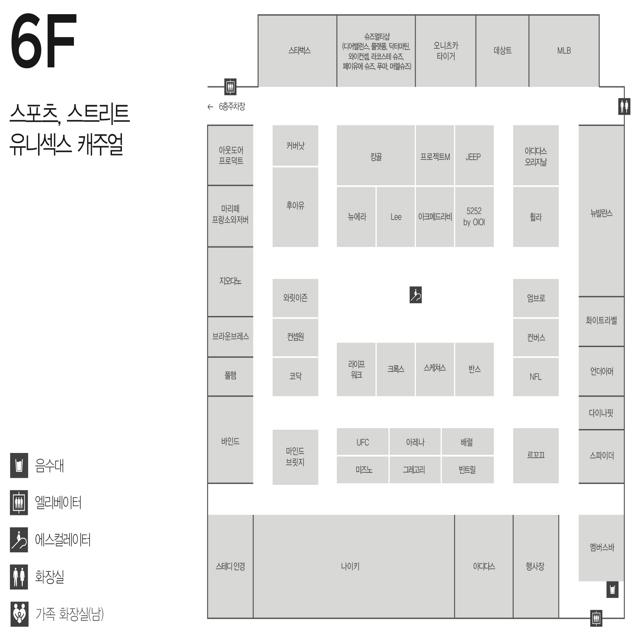 6F
스포츠, 스트리트
유니섹스 캐주얼
스타벅스
슈즈멀티샵
(디어밸런스, 플랫폼, 닥터마틴,
와이컨셉, 라코스테 슈즈,
페이유에 슈즈, 푸마, 머렐슈즈)
오니츠카
타이거
데상트
MLB
← 6층주차장
아웃도어
프로덕트
커버낫
캉골
프로젝트M
JEEP
아디다스
오리지날
마리떼
프랑소와저버
후아유
뉴에라
Lee
아크메드라비
5252
by OIOI
휠라
뉴발란스
지오다노
와릿이즌
엄브로
화이트라벨
브라운브레스
컨셉원
컨버스
폴햄
코닥
라이프
워크
크록스
스케쳐스
반스
NFL
언더아머
다이나핏
바인드
마인드
브릿지
UFC
아레나
배럴
르꼬끄
스파이더
미즈노
그레고리
빈트릴
음수대
엘리베이터
에스컬레이터
화장실
가족 화장실(남)
스테디 안경
나이키
아디다스
행사장
멤버스바